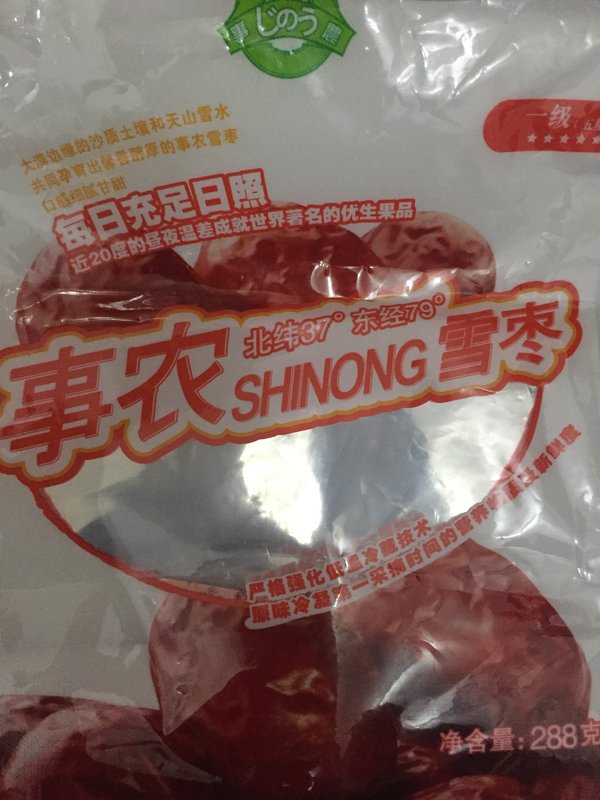 事 じのう 農
一级
大漠边缘的沙质土壤和天山雪水
共同孕育出馨香醇厚的事农雪枣
口感细腻甘甜
每日充足日照
近20度的昼夜温差成就世界著名的优生果品
北纬37° 东经79°
事农 SHINONG 雪枣
严格强化低温冷藏技术
原味冷凝第一采摘时间的营养
净含量:288克